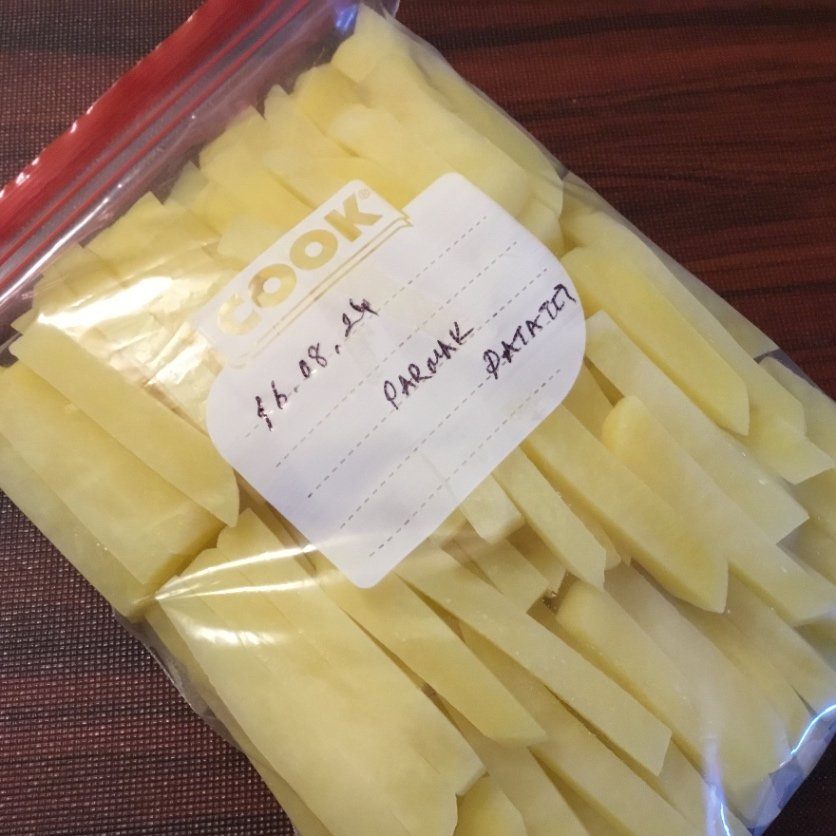 COOK®
16.08.24
PARMAK PATATES